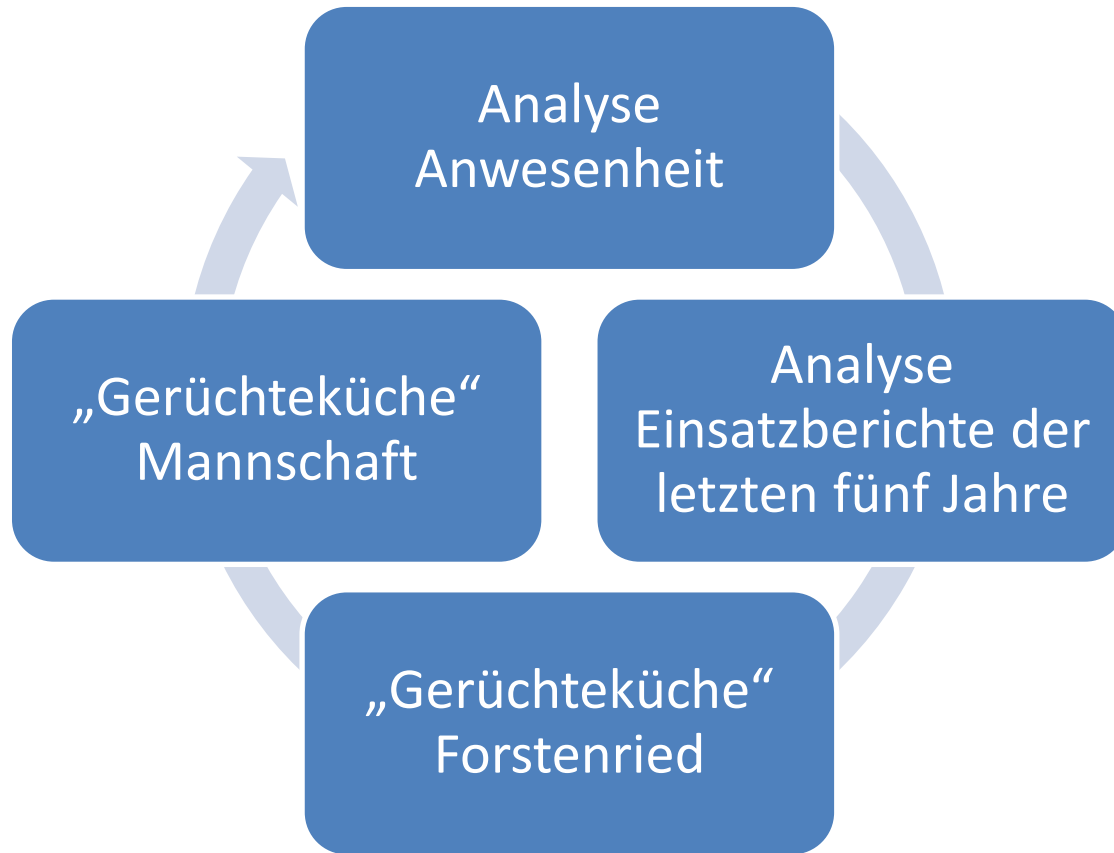 Analyse
Anwesenheit
Analyse
Einsatzberichte der
letzten fünf Jahre
„Gerüchteküche“
Forstenried
„Gerüchteküche“
Mannschaft